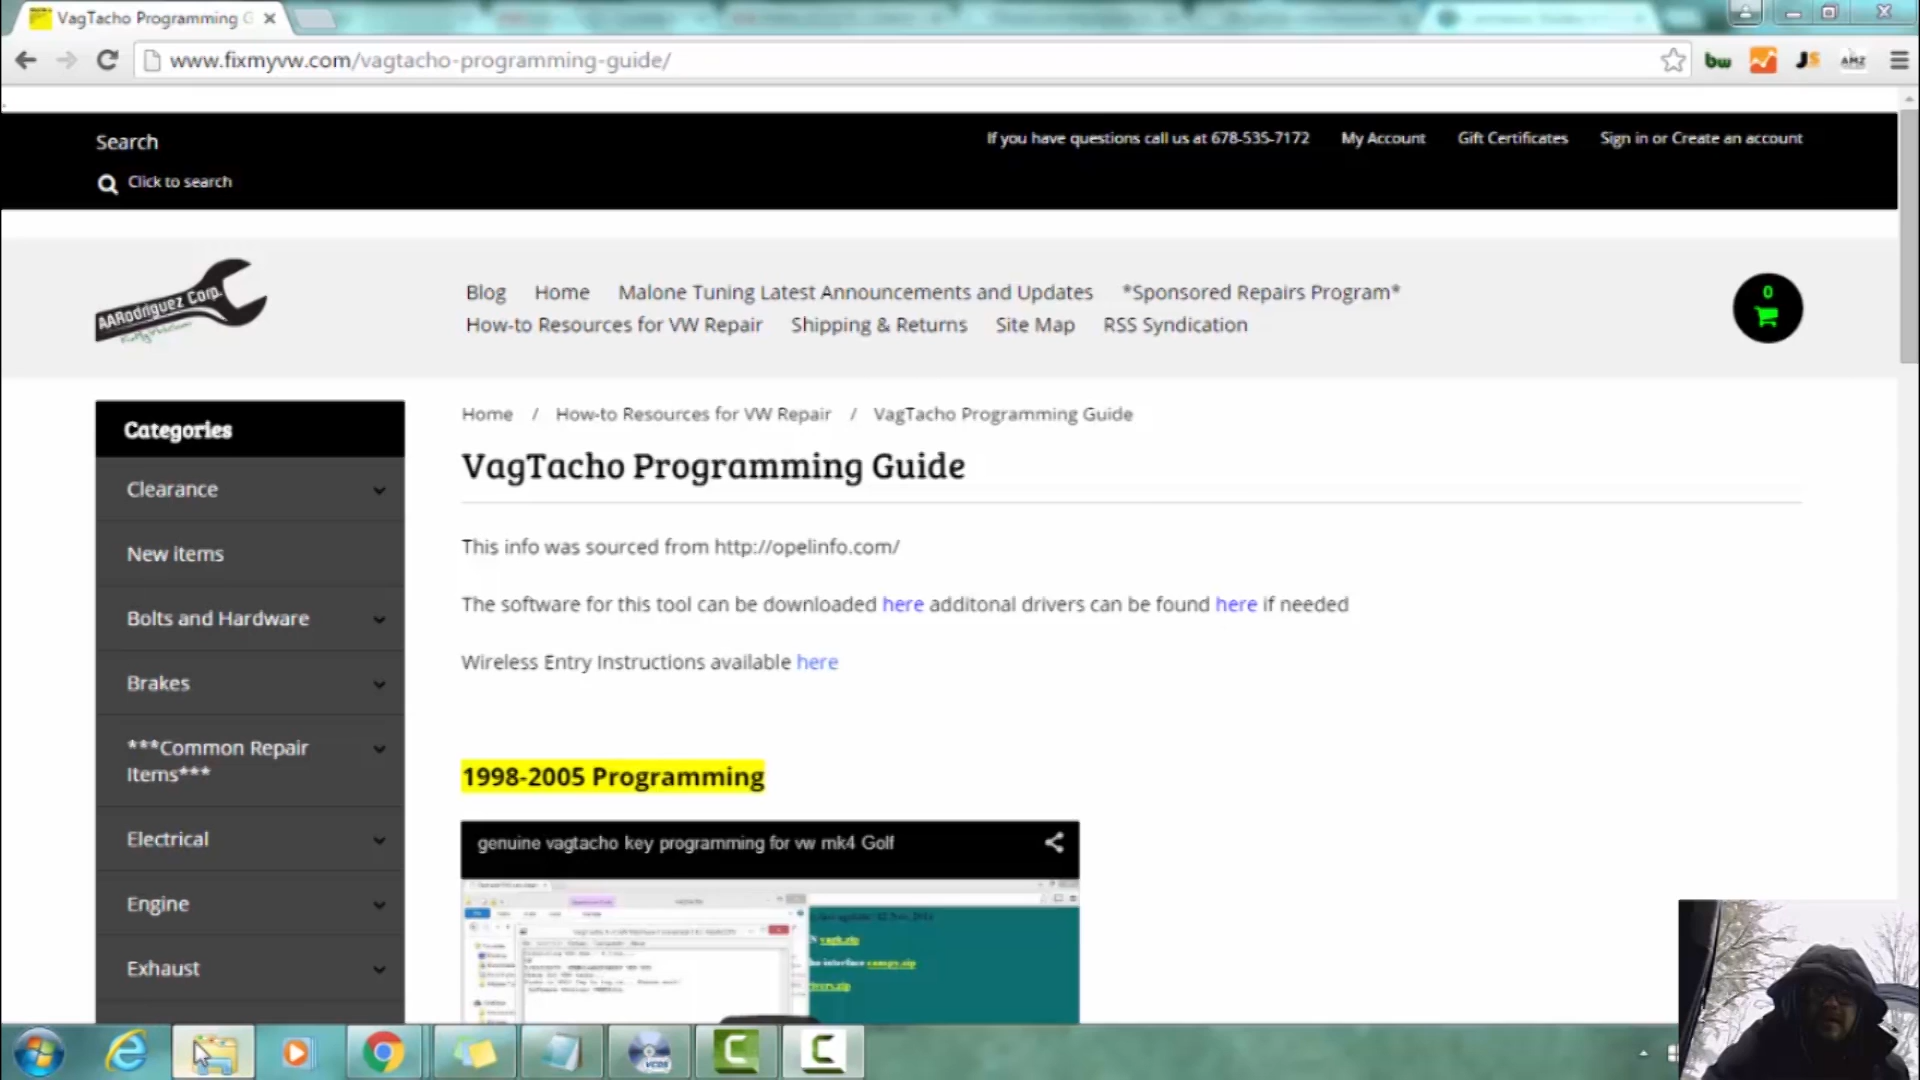 VagTacho Programming G
www.fixmyvw.com/vagtacho-programming-guide/
bw
JS
AMZ
Search
If you have questions call us at 678-535-7172
My Account
Gift Certificates
Sign in or Create an account
Click to search
AARodriguez Corp.
Blog
Home
Malone Tuning Latest Announcements and Updates
*Sponsored Repairs Program*
0
How-to Resources for VW Repair
Shipping & Returns
Site Map
RSS Syndication
Home / How-to Resources for VW Repair / VagTacho Programming Guide
Categories
VagTacho Programming Guide
Clearance
New items
This info was sourced from http://opelinfo.com/
The software for this tool can be downloaded here additonal drivers can be found here if needed
Bolts and Hardware
Wireless Entry Instructions available here
Brakes
***Common Repair
Items***
1998-2005 Programming
Electrical
genuine vagtacho key programming for vw mk4 Golf
Engine
Exhaust
VCDS